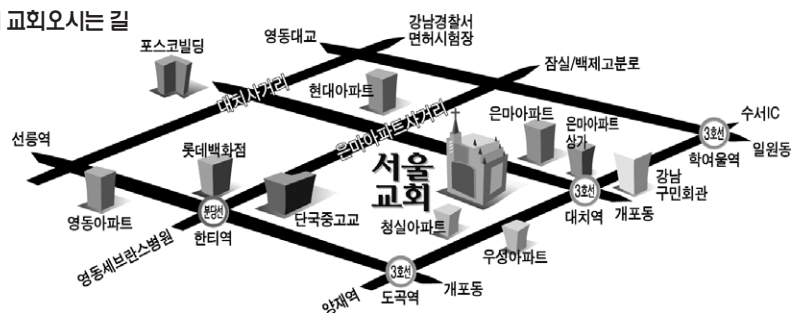 교회오시는 길
영동대교
강남경찰서
면허시험장
포스코빌딩
대치사거리
현대아파트
잠실/백제고분로
은마아파트사거리
은마아파트
은마아파트
상가
수서IC
3호선
학여울역
일원동
선릉역
롯데백화점
서울
교회
강남
구민회관
3호선
대치역
개포동
영동아파트
분당선
한티역
단국중고교
청실아파트
우성아파트
영동세브란스병원
3호선
도곡역
양재역
개포동